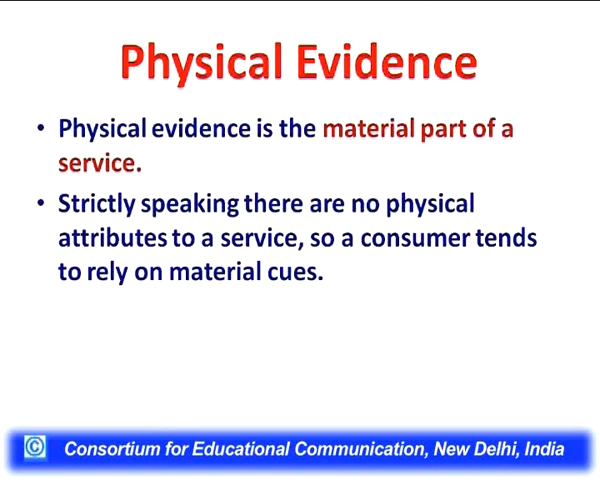 Physical Evidence
• Physical evidence is the material part of a
service.
• Strictly speaking there are no physical
attributes to a service, so a consumer tends
to rely on material cues.
© Consortium for Educational Communication, New Delhi, India